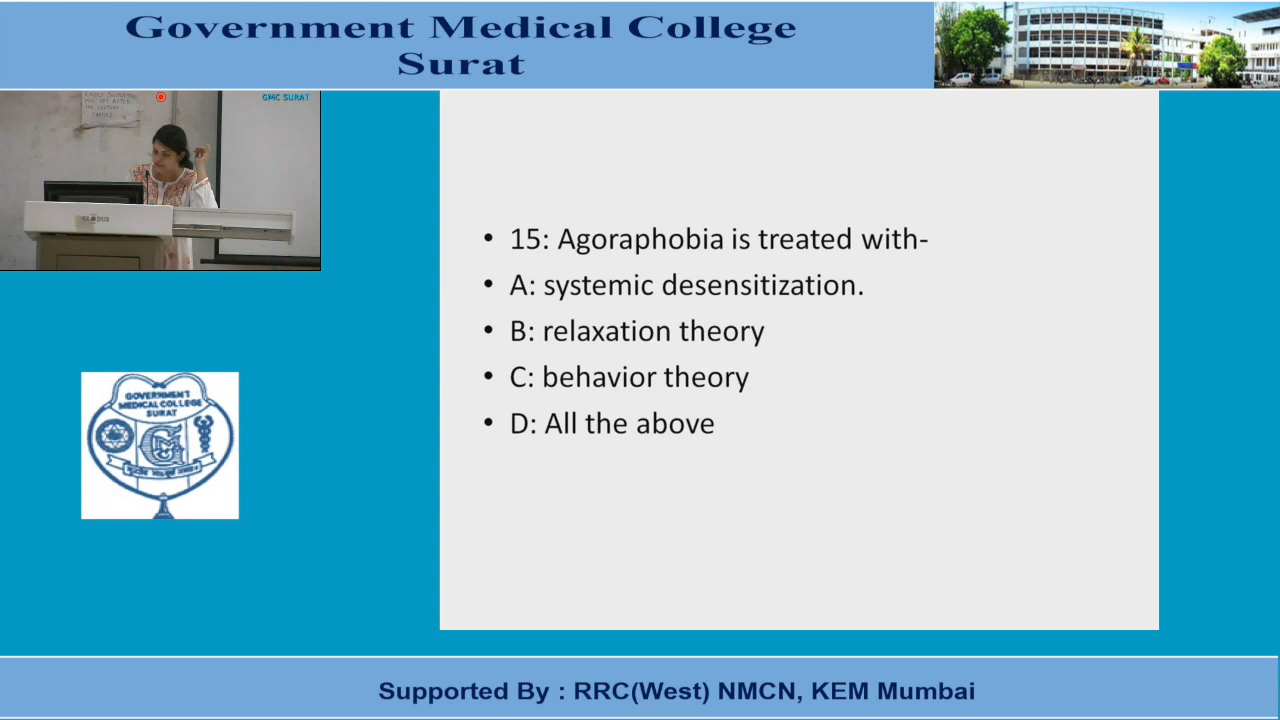 Government Medical College
Surat
GMC SURAT
THANKS
GOVERNMENT
MEDICAL COLLEGE
SURAT
• 15: Agoraphobia is treated with-
• A: systemic desensitization.
• B: relaxation theory
• C: behavior theory
• D: All the above
Supported By : RRC(West) NMCN, KEM Mumbai